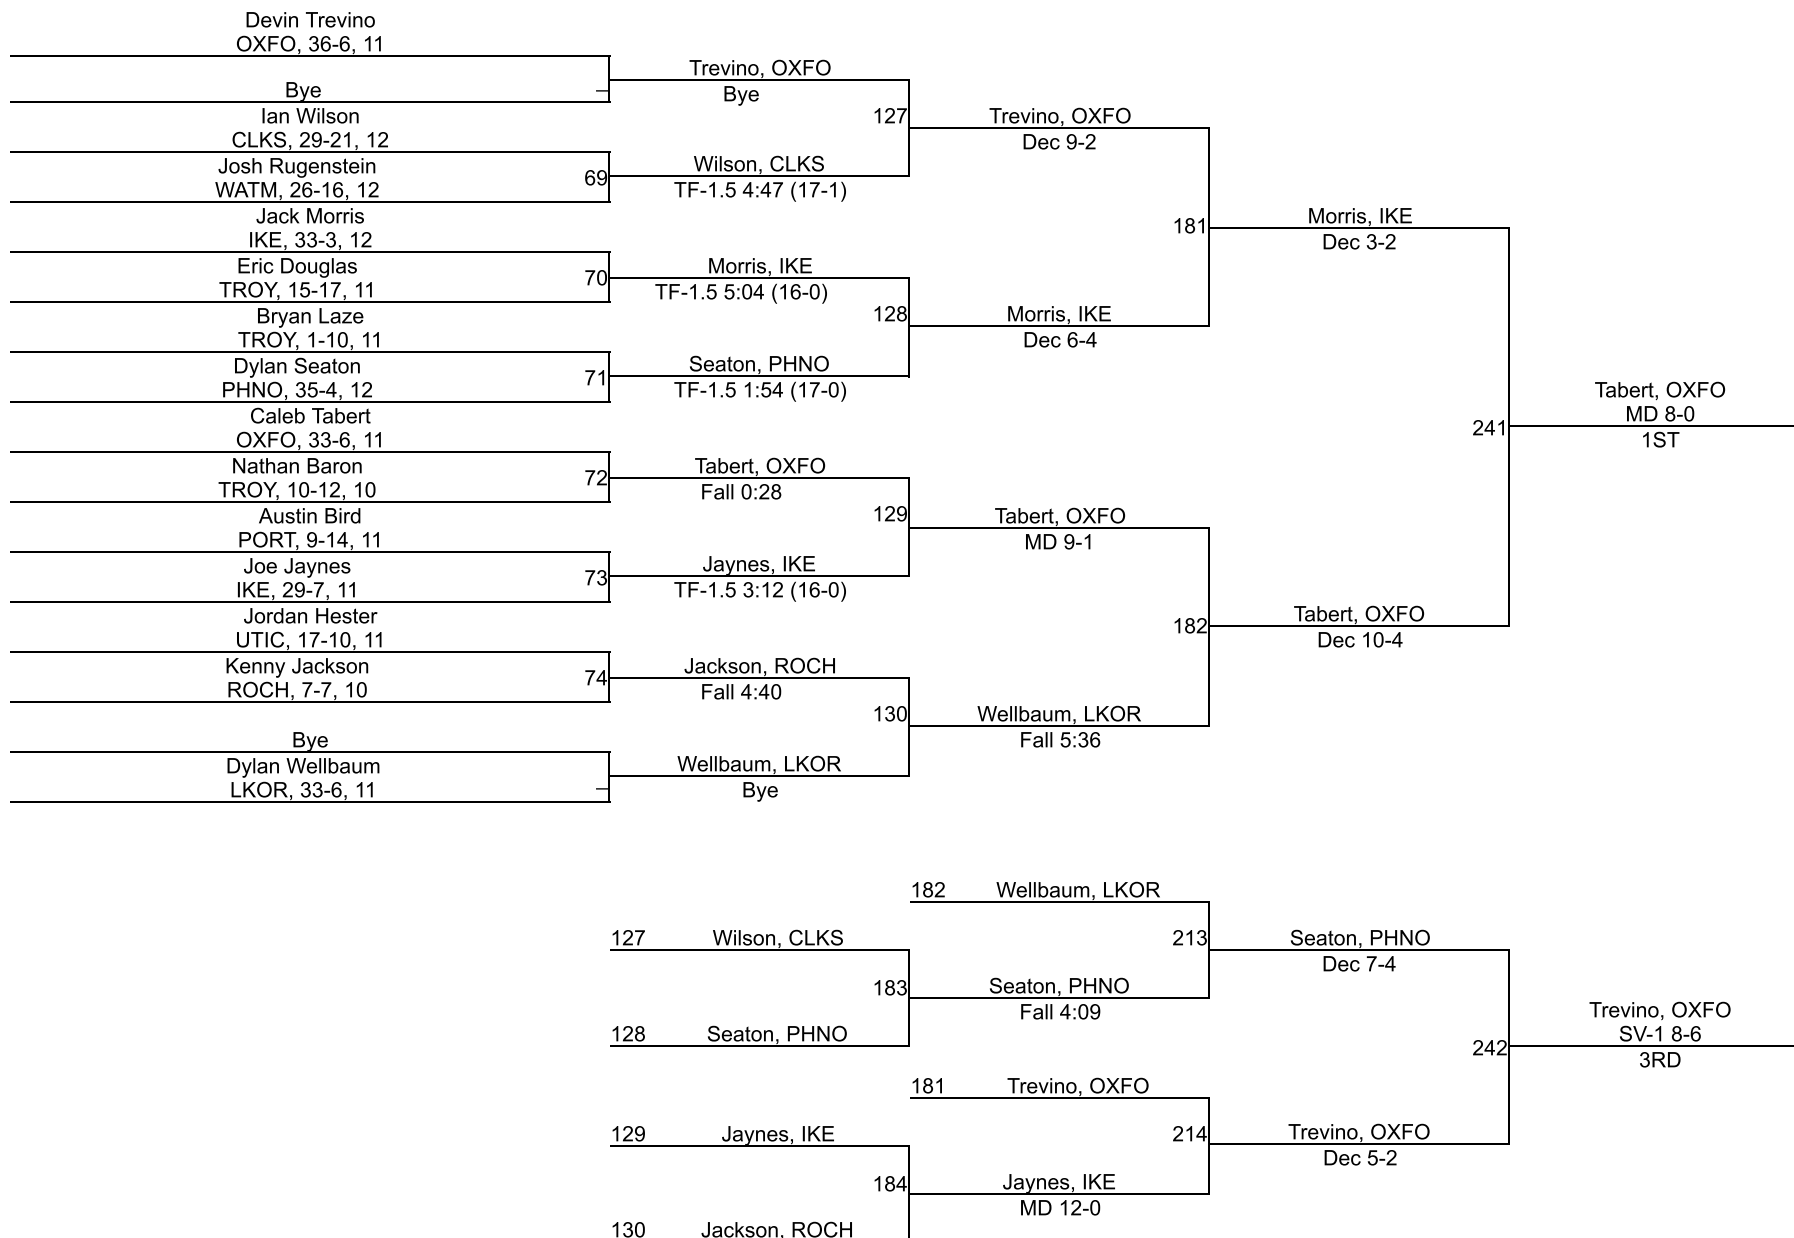 Devin Trevino
OXFO, 36-6, 11
Bye
Ian Wilson
CLKS, 29-21, 12
Josh Rugenstein
WATM, 26-16, 12
69
Jack Morris
IKE, 33-3, 12
Eric Douglas
TROY, 15-17, 11
70
Bryan Laze
TROY, 1-10, 11
Dylan Seaton
PHNO, 35-4, 12
71
Caleb Tabert
OXFO, 33-6, 11
Nathan Baron
TROY, 10-12, 10
72
Austin Bird
PORT, 9-14, 11
Joe Jaynes
IKE, 29-7, 11
73
Jordan Hester
UTIC, 17-10, 11
Kenny Jackson
ROCH, 7-7, 10
74
Bye
Dylan Wellbaum
LKOR, 33-6, 11
Trevino, OXFO
Bye
127
Wilson, CLKS
TF-1.5 4:47 (17-1)
Morris, IKE
TF-1.5 5:04 (16-0)
128
Seaton, PHNO
TF-1.5 1:54 (17-0)
Tabert, OXFO
Fall 0:28
129
Jaynes, IKE
TF-1.5 3:12 (16-0)
Jackson, ROCH
Fall 4:40
130
Wellbaum, LKOR
Bye
Trevino, OXFO
Dec 9-2
181
Morris, IKE
Dec 6-4
Tabert, OXFO
MD 9-1
182
Wellbaum, LKOR
Fall 5:36
Morris, IKE
Dec 3-2
241
Tabert, OXFO
Dec 10-4
Tabert, OXFO
MD 8-0
1ST
182 Wellbaum, LKOR
127 Wilson, CLKS
213
Seaton, PHNO
Dec 7-4
183
Seaton, PHNO
Fall 4:09
128 Seaton, PHNO
242
Trevino, OXFO
SV-1 8-6
3RD
181 Trevino, OXFO
129 Jaynes, IKE
214
Trevino, OXFO
Dec 5-2
184
Jaynes, IKE
MD 12-0
130 Jackson, ROCH